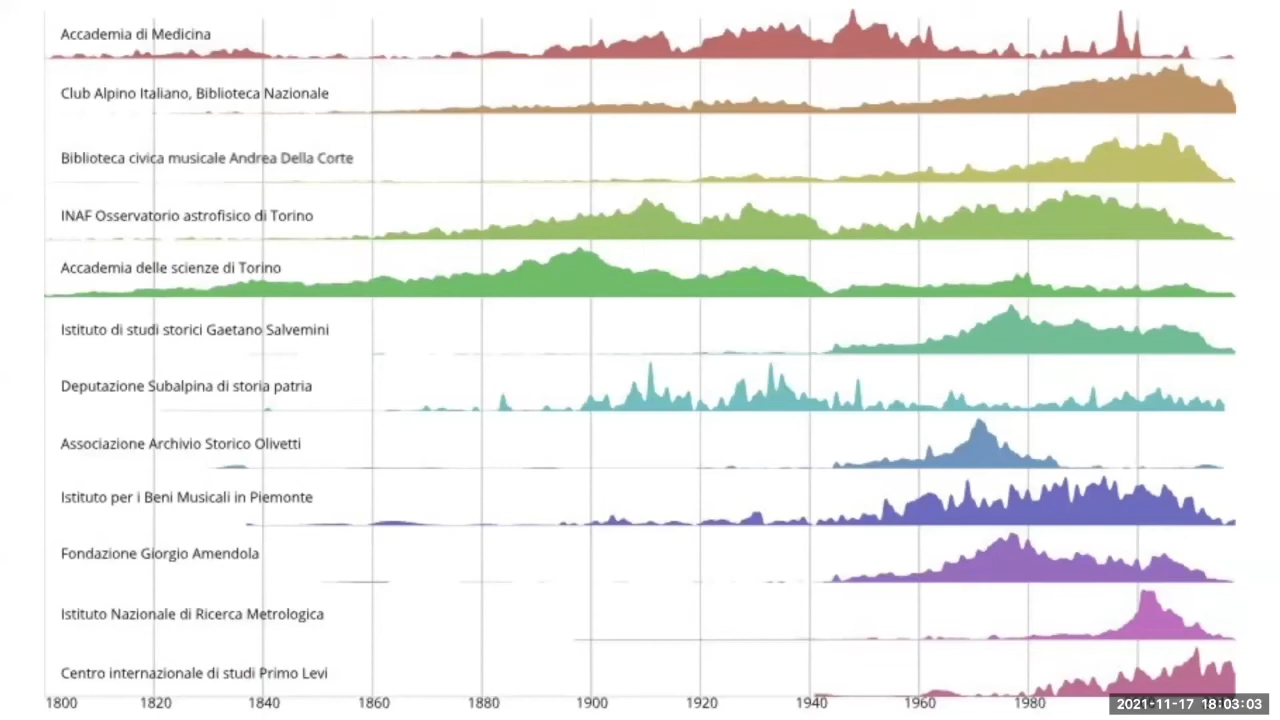 Accademia di Medicina
Club Alpino Italiano, Biblioteca Nazionale
Biblioteca civica musicale Andrea Della Corte
INAF Osservatorio astrofisico di Torino
Accademia delle scienze di Torino
Istituto di studi storici Gaetano Salvemini
Deputazione Subalpina di storia patria
Associazione Archivio Storico Olivetti
Istituto per i Beni Musicali in Piemonte
Fondazione Giorgio Amendola
Istituto Nazionale di Ricerca Metrologica
Centro internazionale di studi Primo Levi
1800 1820 1840 1860 1880 1900 1920 1940 1960 1980
2021-11-17 18:03:03